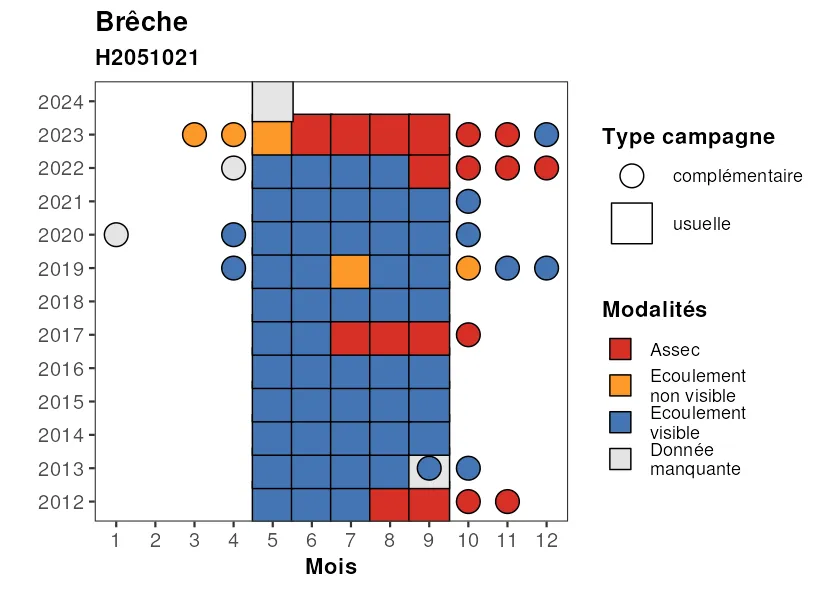 Brêche
H2051021
2024
2023
2022
2021
2020
2019
2018
2017
2016
2015
2014
2013
2012
1 2 3 4 5 6 7 8 9 10 11 12
Mois
Type campagne
complémentaire
usuelle
Modalités
Assec
Ecoulement
non visible
Ecoulement
visible
Donnée
manquante